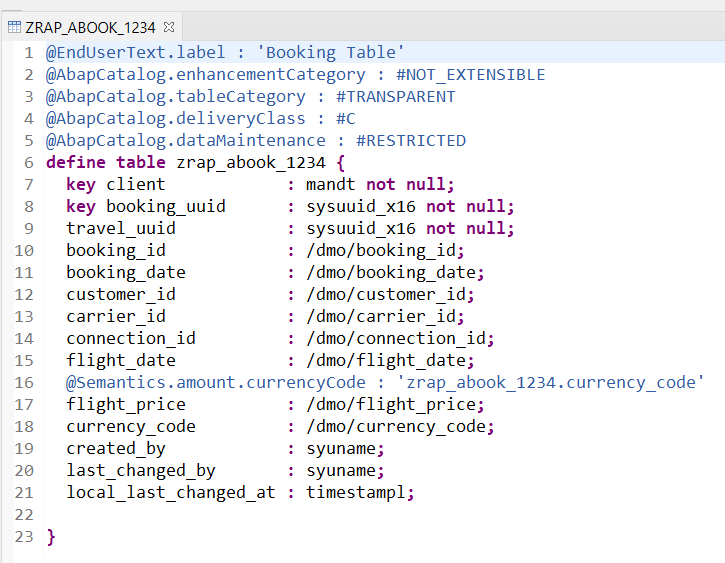 ZRAP_ABOOK_1234
1 @EndUserText.label : 'Booking Table'
2 @AbapCatalog.enhancementCategory : #NOT_EXTENSIBLE
3 @AbapCatalog.tableCategory : #TRANSPARENT
4 @AbapCatalog.deliveryClass : #C
5 @AbapCatalog.dataMaintenance : #RESTRICTED
6 define table zrap_abook_1234 {
7   key client            : mandt not null;
8   key booking_uuid      : sysuuid_x16 not null;
9   travel_uuid           : sysuuid_x16 not null;
10   booking_id            : /dmo/booking_id;
11   booking_date          : /dmo/booking_date;
12   customer_id           : /dmo/customer_id;
13   carrier_id            : /dmo/carrier_id;
14   connection_id         : /dmo/connection_id;
15   flight_date           : /dmo/flight_date;
16   @Semantics.amount.currencyCode : 'zrap_abook_1234.currency_code'
17   flight_price          : /dmo/flight_price;
18   currency_code         : /dmo/currency_code;
19   created_by            : syuname;
20   last_changed_by       : syuname;
21   local_last_changed_at : timestampl;
22
23 }